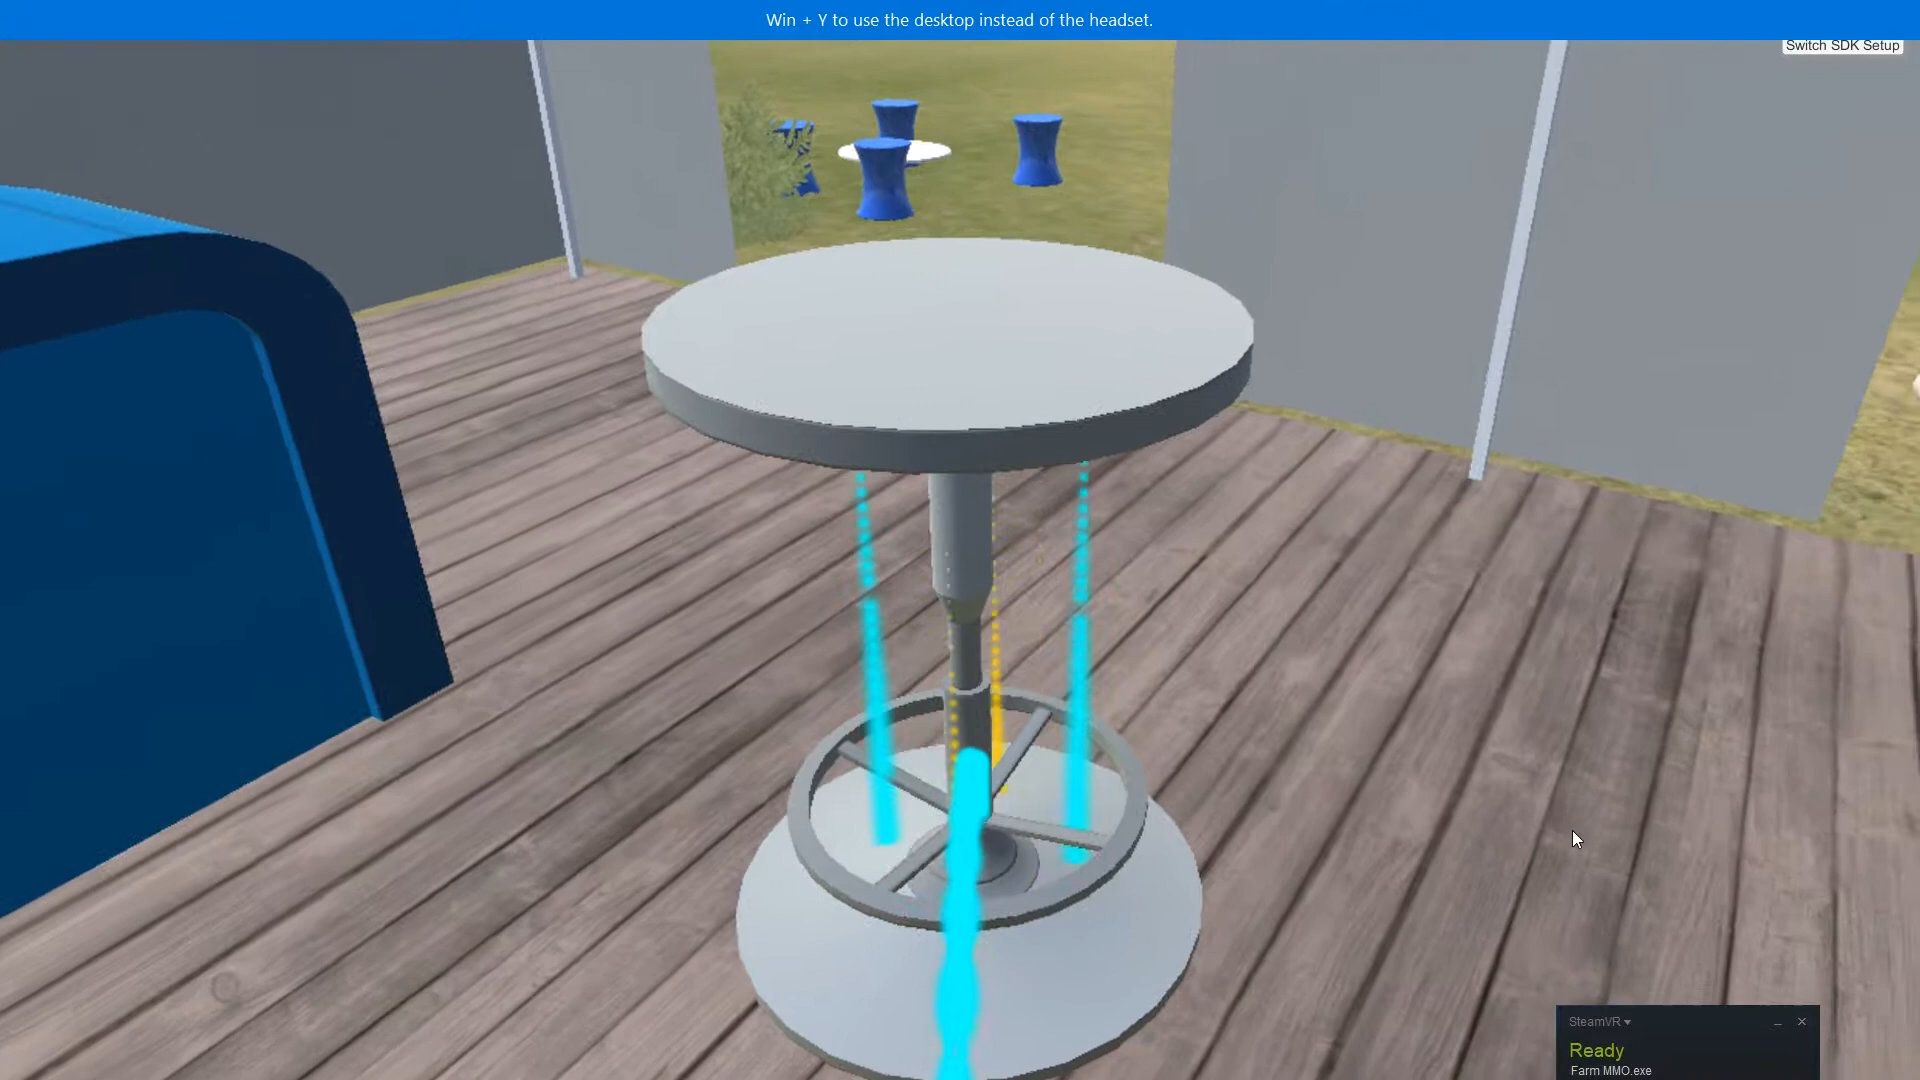 Win + Y to use the desktop instead of the headset.
Switch SDK Setup
SteamVR
Ready
Farm MMO.exe